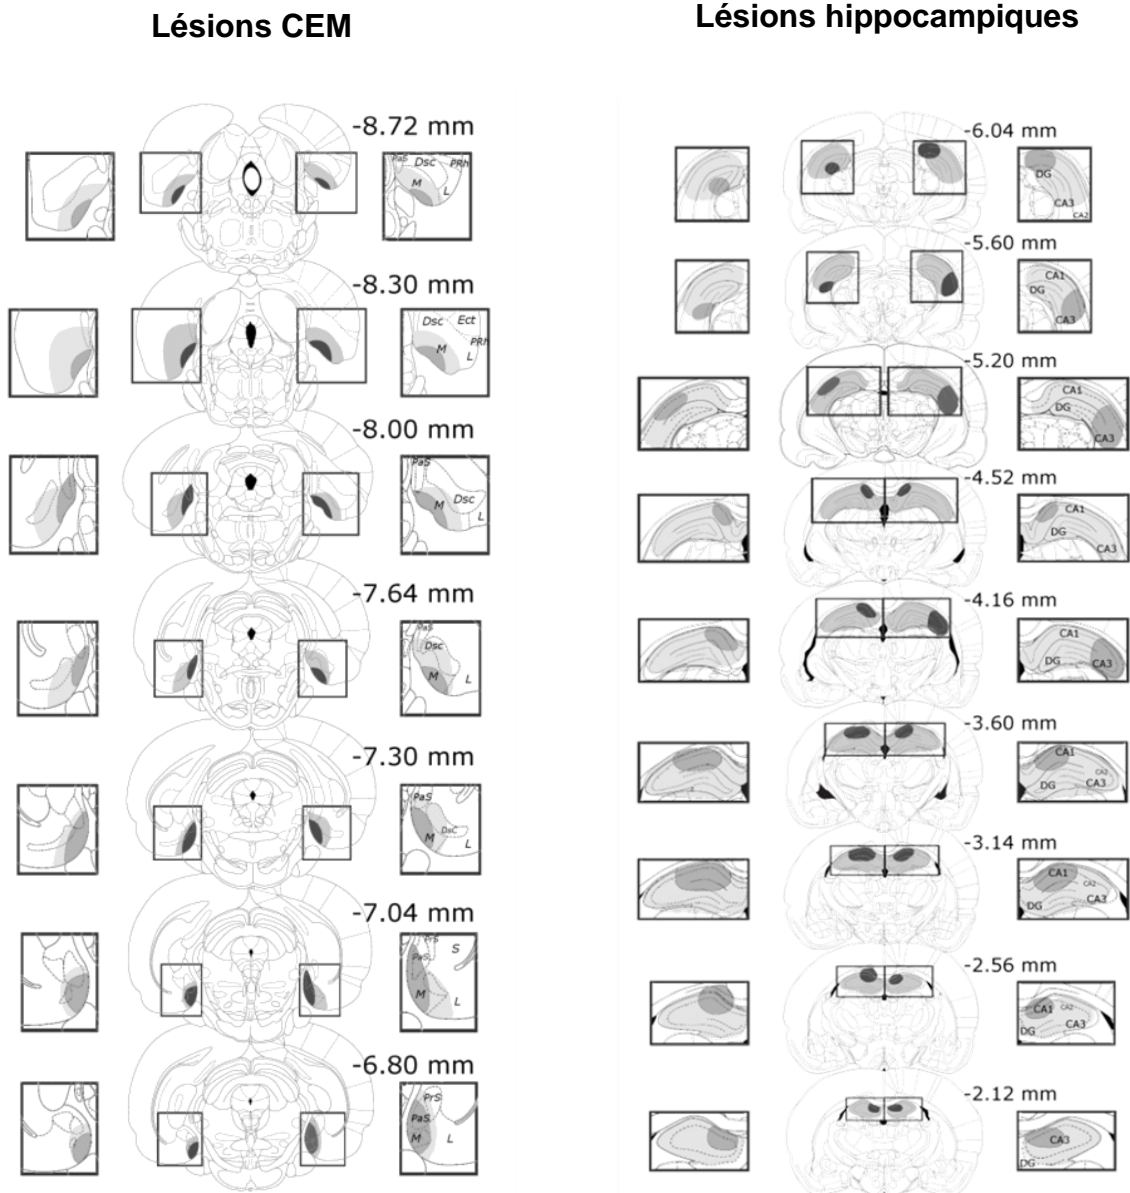 Lésions CEM
-8.72 mm
PaS Dsc PRh
M L
-8.30 mm
Dsc Ect
M PRh
L
-8.00 mm
PaS
M Dsc
L
-7.64 mm
PaS
Dsc
M L
-7.30 mm
PaS
M DsC
L
-7.04 mm
PrS
PaS S
M L
-6.80 mm
PrS
PaS
M L
Lésions hippocampiques
-6.04 mm
DG
CA3
CA2
-5.60 mm
CA1
DG
CA3
-5.20 mm
CA1
DG
CA3
-4.52 mm
CA1
DG
CA3
-4.16 mm
CA1
DG CA3
-3.60 mm
CA1
CA2
DG CA3
-3.14 mm
CA1
CA2
CA3
DG
-2.56 mm
CA1 CA2
CA3
DG
-2.12 mm
CA3
DG